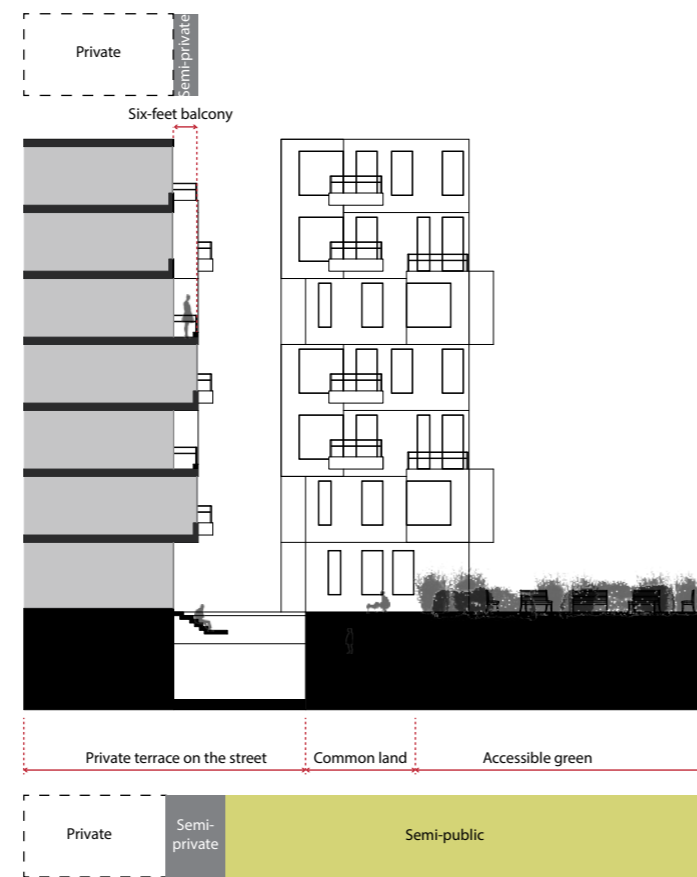 Private
Semi-private
Six-feet balcony
Private terrace on the street
Common land
Accessible green
Private
Semi-
private
Semi-public